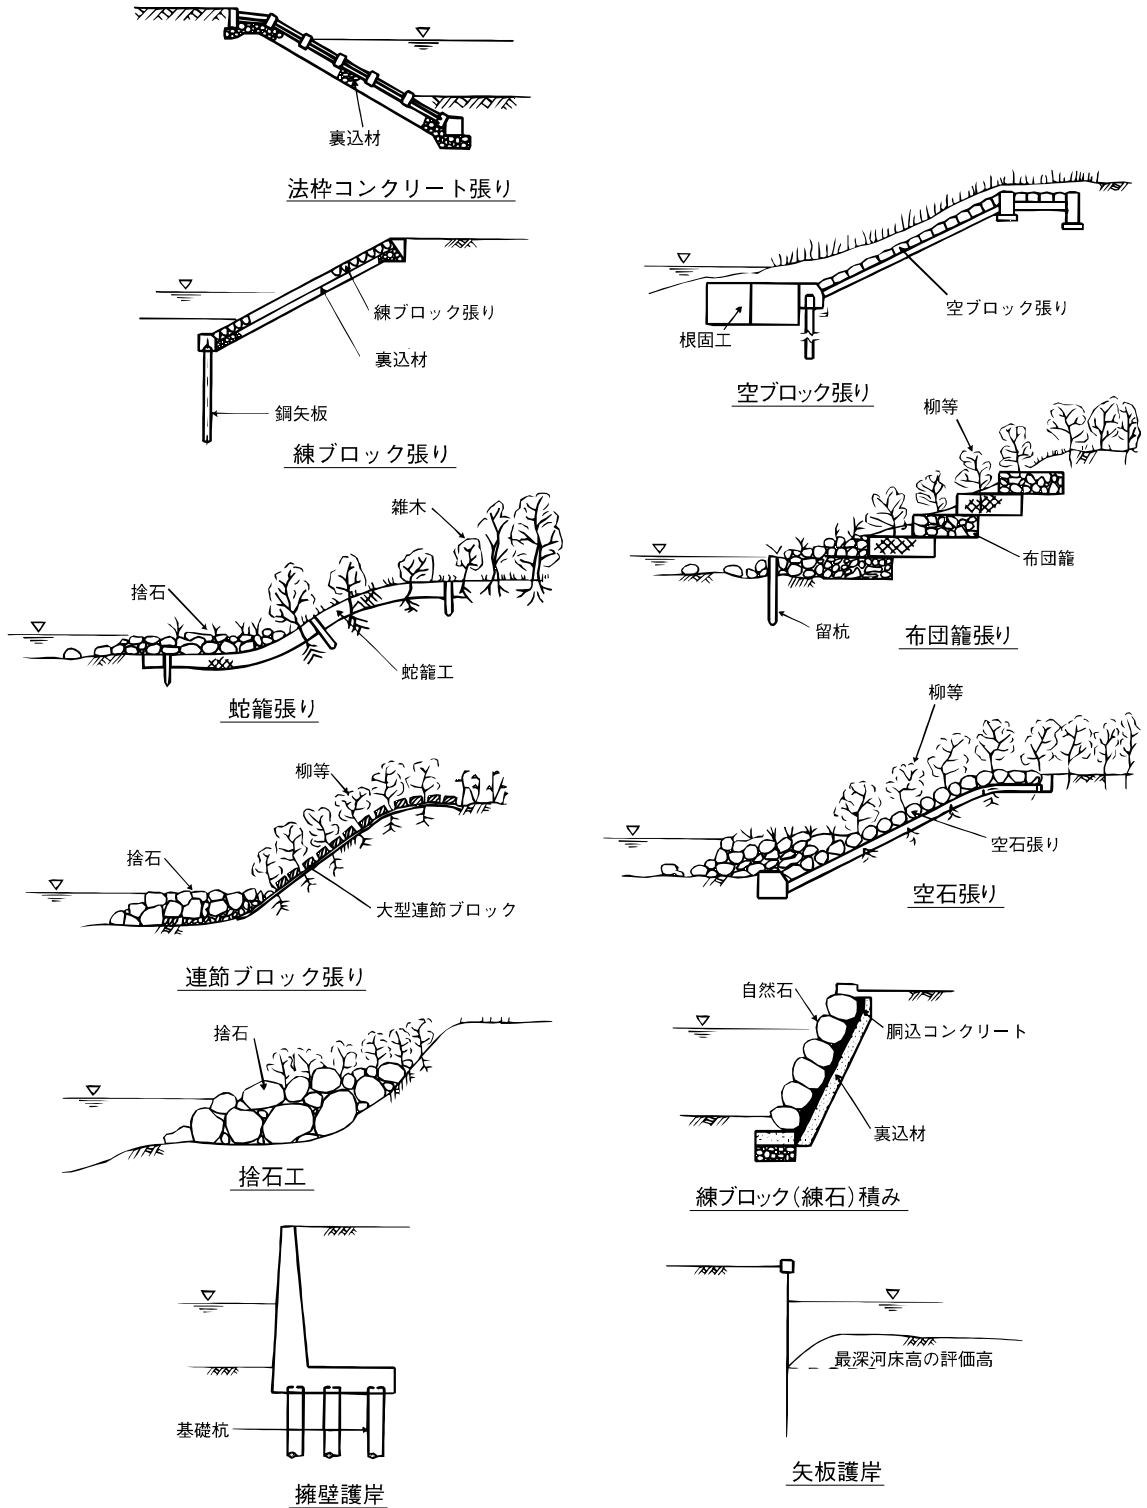 裏込材
法枠コンクリート張り
練ブロック張り
裏込材
鋼矢板
練ブロック張り
空ブロック張り
根固工
空ブロック張り
雑木
捨石
蛇籠工
蛇籠張り
柳等
布団籠
留杭
布団籠張り
柳等
捨石
大型連節ブロック
連節ブロック張り
柳等
空石張り
空石張り
捨石
捨石工
自然石
胴込コンクリート
裏込材
練ブロック(練石)積み
基礎杭
擁壁護岸
最深河床高の評価高
矢板護岸